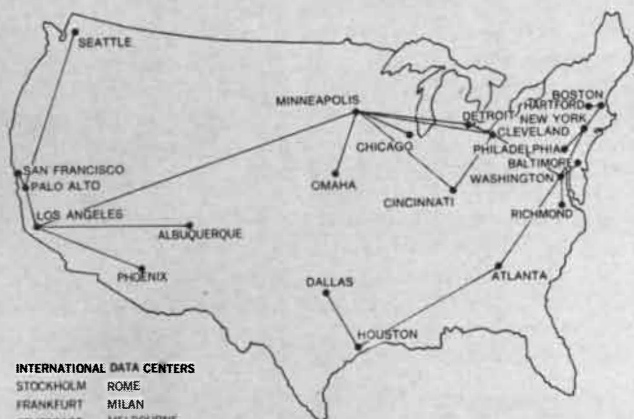 SEATTLE
MINNEAPOLIS
BOSTON
HARTFORD
DETROIT
NEW YORK
CLEVELAND
CHICAGO
PHILADELPHIA
BALTIMORE
SAN FRANCISCO
PALO ALTO
OMAHA
WASHINGTON
CINCINNATI
RICHMOND
LOS ANGELES
ALBUQUERQUE
PHOENIX
ATLANTA
DALLAS
HOUSTON
INTERNATIONAL DATA CENTERS
STOCKHOLM ROME
FRANKFURT MILAN
MELBOURNE